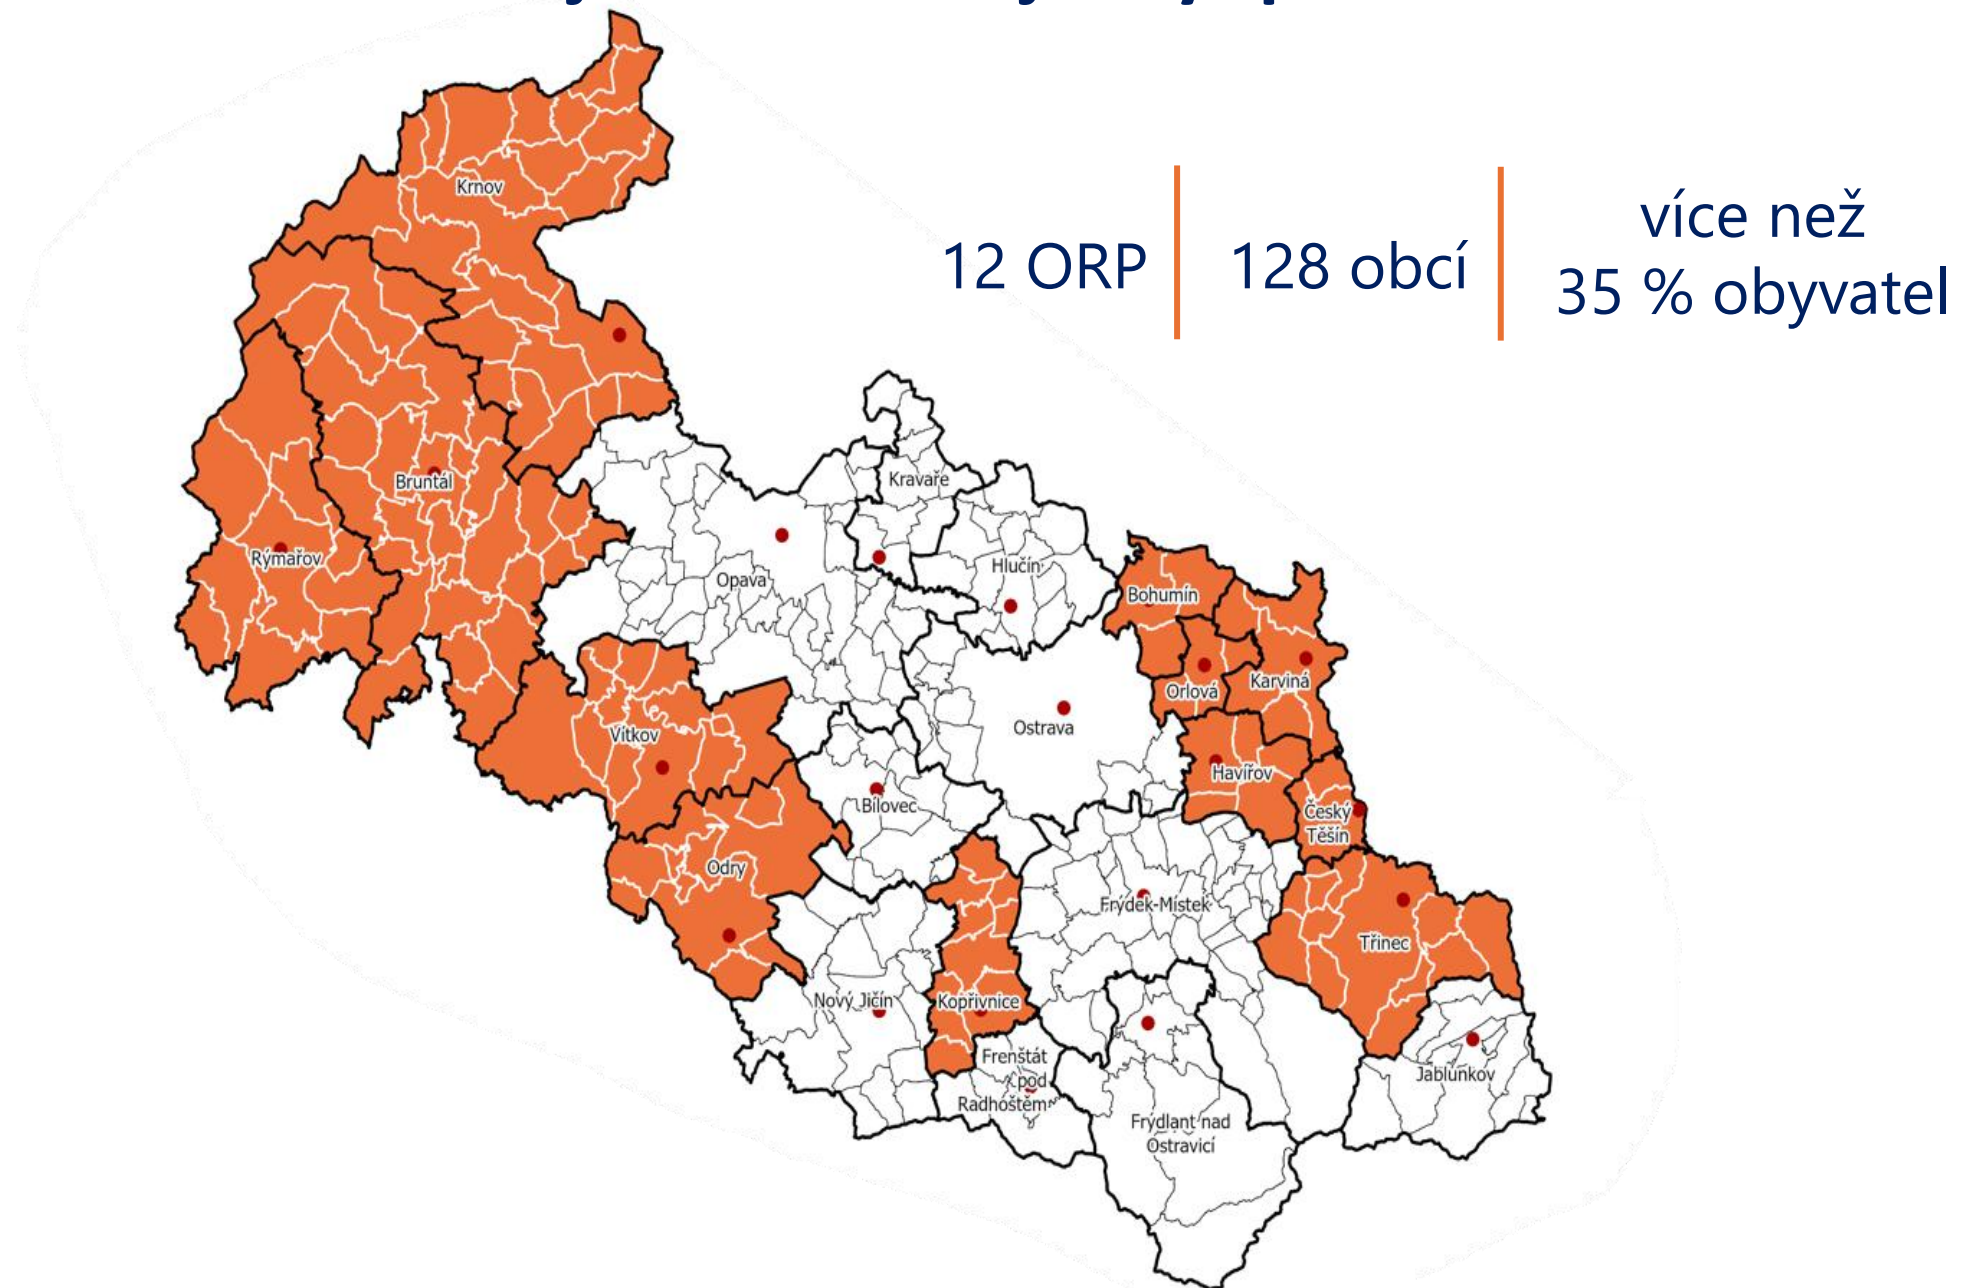 Krnov
12 ORP
128 obcí
více než
35 % obyvatel
Bruntál
Kravaře
Rýmařov
Opava
Hlučín
Bohumín
Orlová
Karviná
Vítkov
Ostrava
Havířov
Bílovec
Český
Těšín
Odry
Frýdek-Místek
Třinec
Nový Jičín
Kopřivnice
Frenštát
pod
Radhoštěm
Jablunkov
Frýdlant nad
Ostravicí